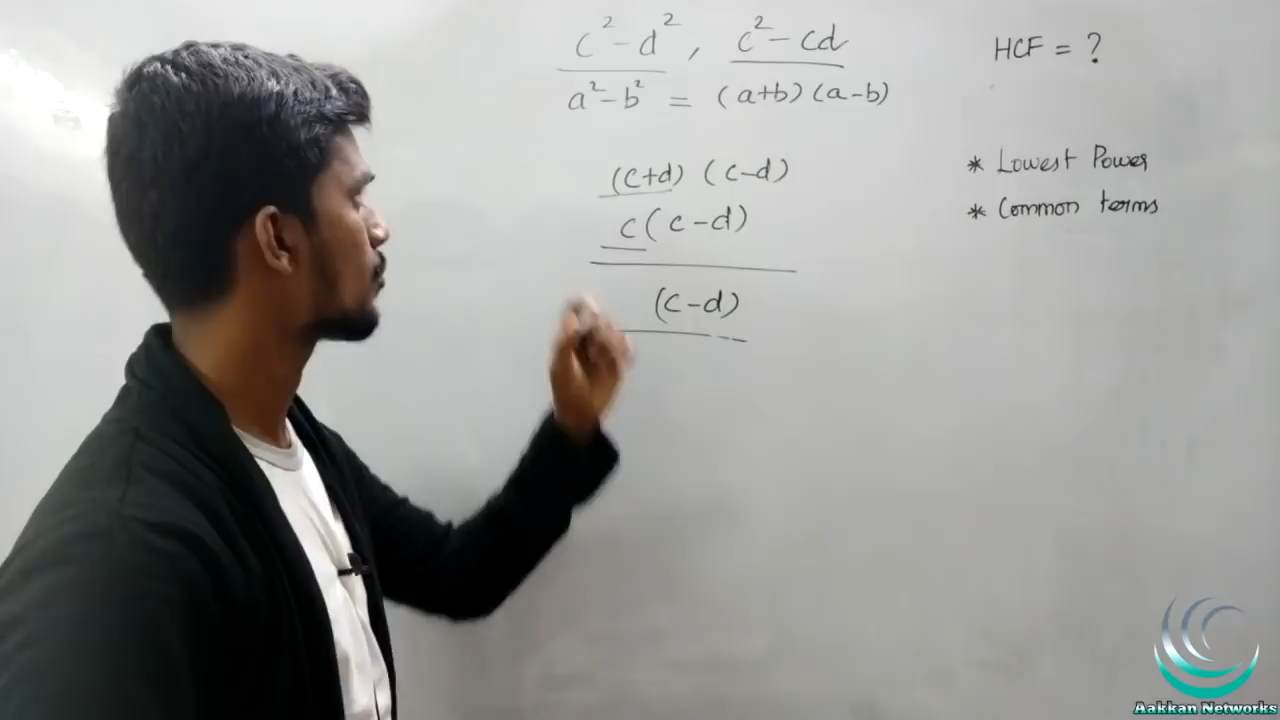 c² - d² , c² - cd
a² - b² = (a+b) (a-b)
(c+d) (c-d)
c(c-d)
(c-d)
HCF = ?
* Lowest Power
* Common terms
Aakkan Networks